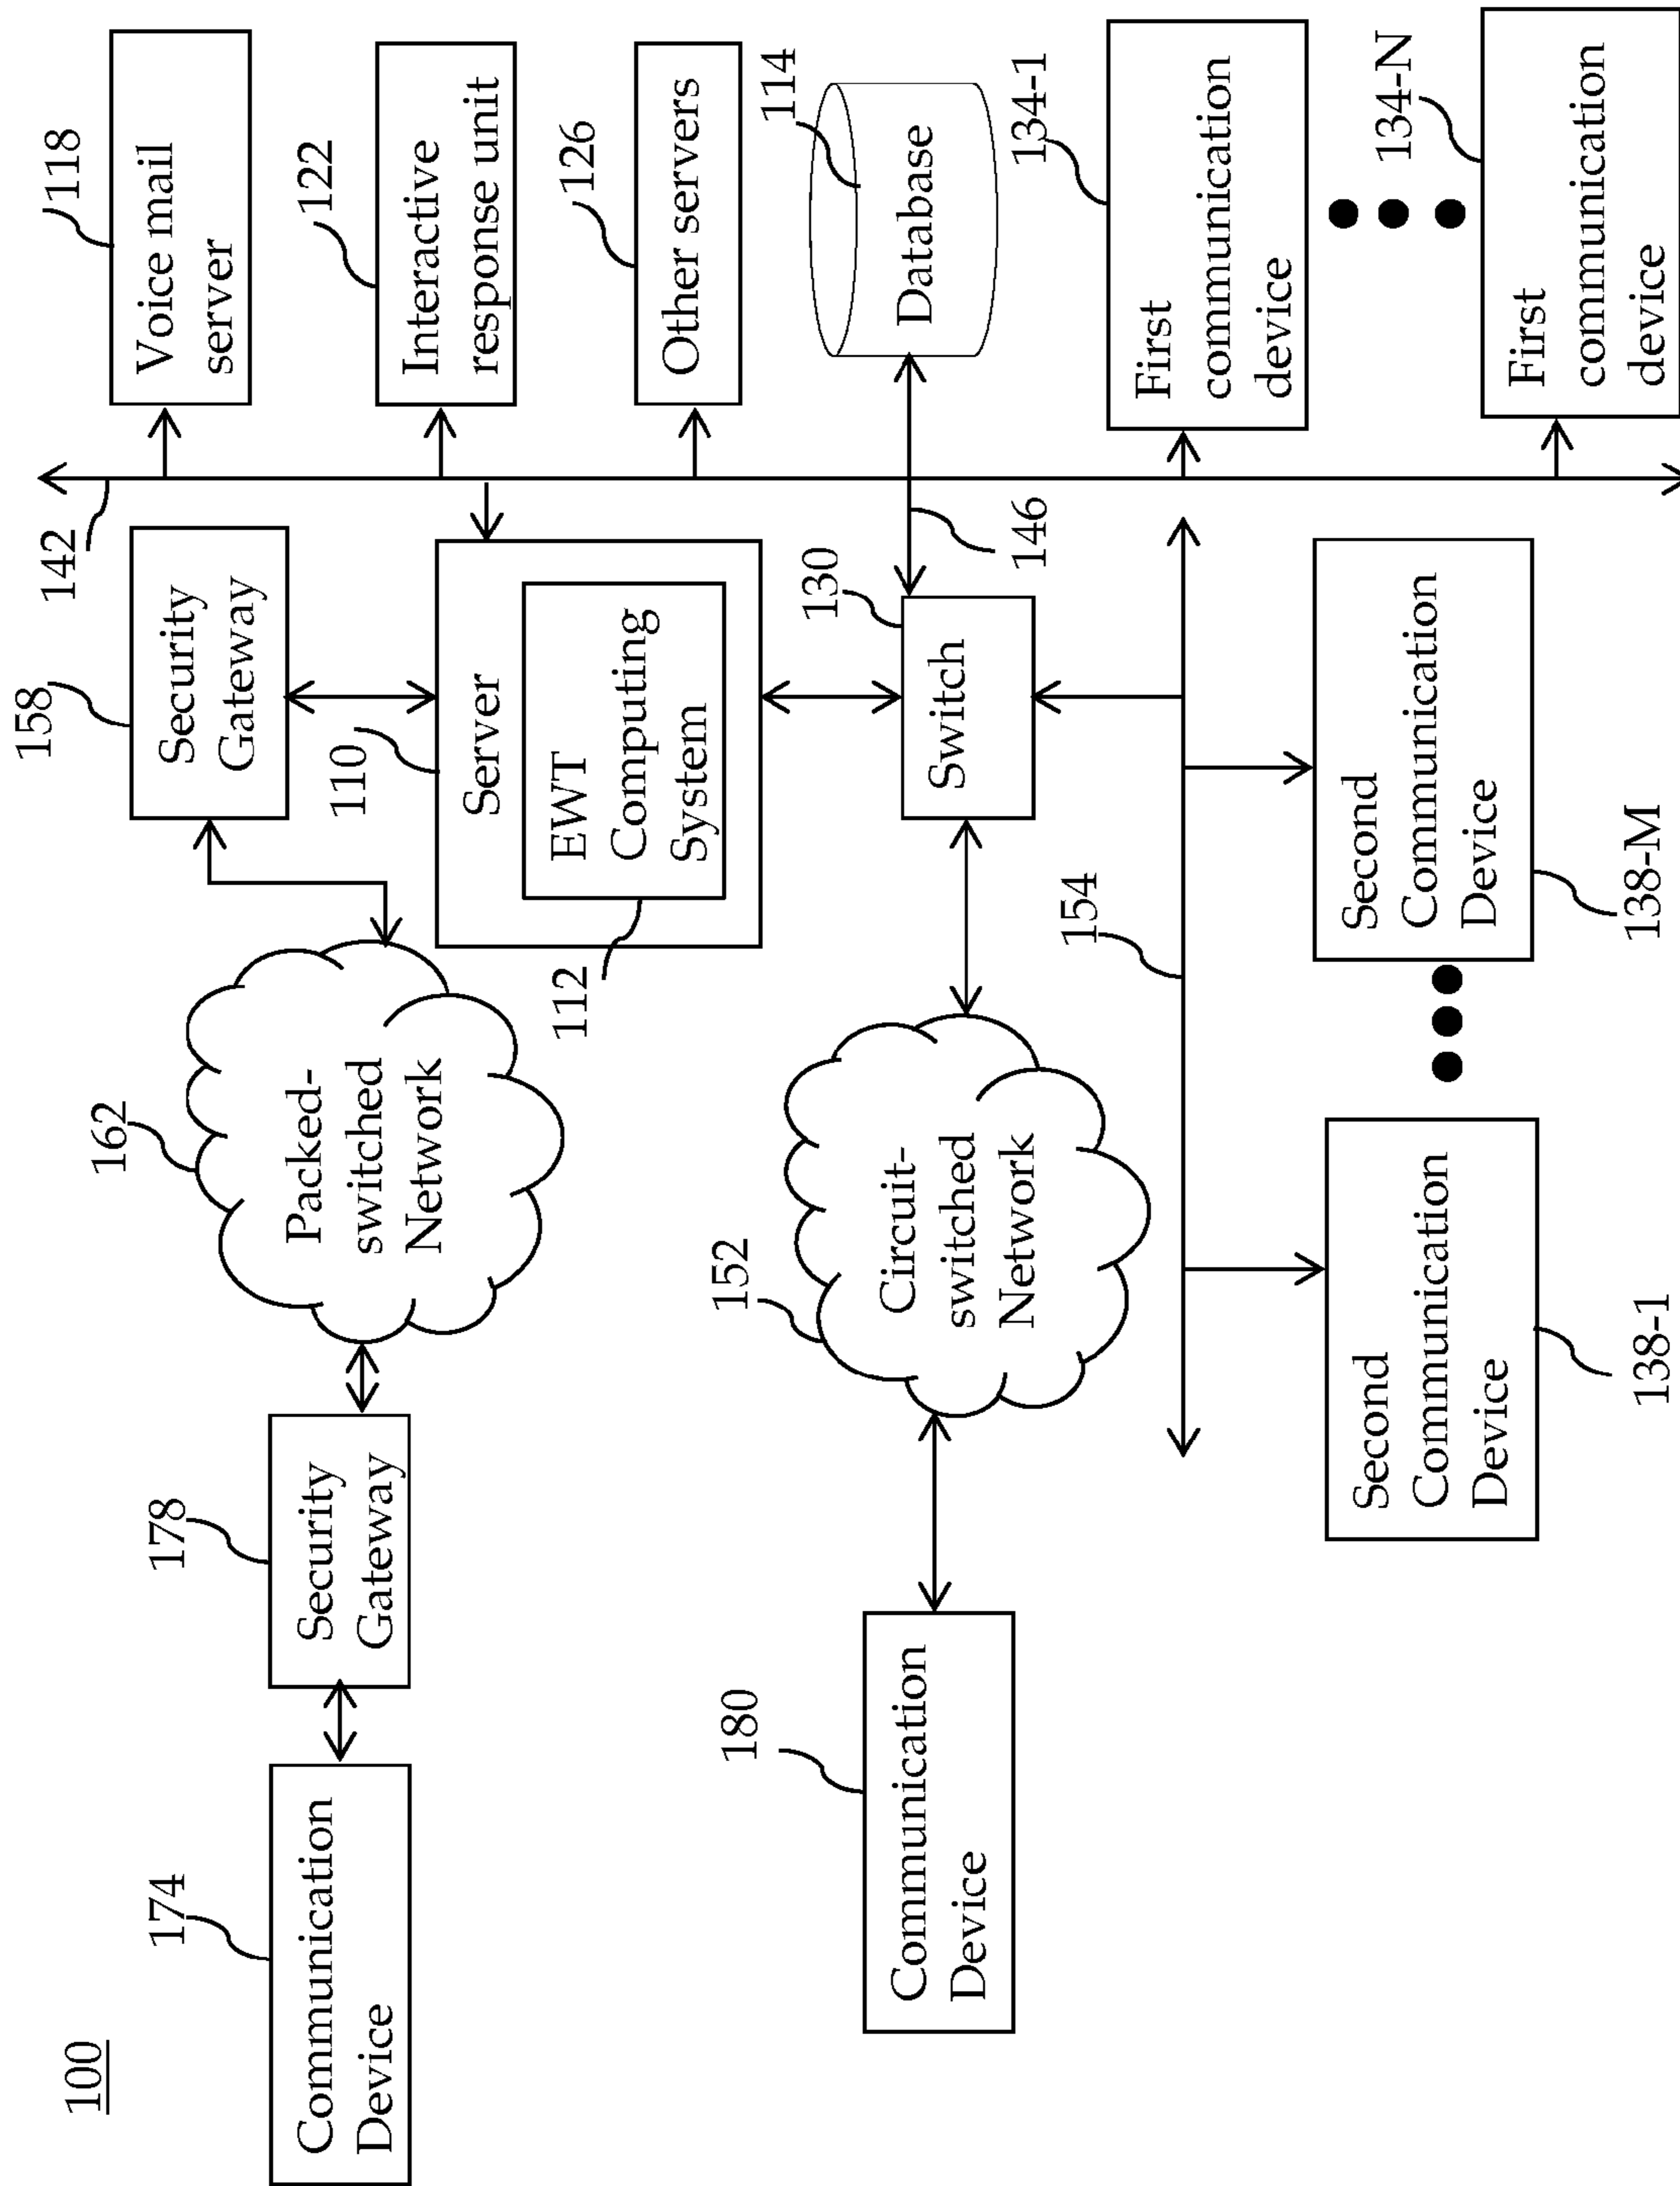 100
174
Communication
Device
178
Security
Gateway
162
Packed-
switched
Network
158
Security
Gateway
142
118
Voice mail
server
110
Server
EWT
Computing
System
112
122
Interactive
response unit
126
Other servers
180
Communication
Device
152
Circuit-
switched
Network
130
Switch
146
114
Database
154
134-1
First
communication
device
Second
Communication
Device
138-1
Second
Communication
Device
138-M
134-N
First
communication
device